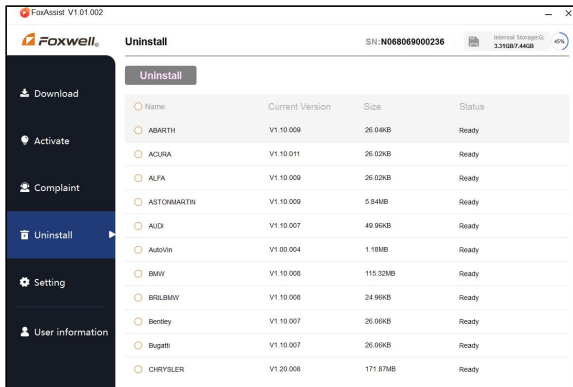 FoxAssist V1.01.002
FOXWELL®
Uninstall
SN:N068069000236
Internal Storage:G:
3.31GB/7.44GB
45%
Download
Activate
Complaint
Uninstall
Setting
User information
Uninstall
Name Current Version Size Status
ABARTH V1.10.009 26.04KB Ready
ACURA V1.10.011 26.02KB Ready
ALFA V1.10.009 26.02KB Ready
ASTONMARTIN V1.10.009 5.84MB Ready
AUDI V1.10.007 49.96KB Ready
AutoVin V1.00.004 1.18MB Ready
BMW V1.10.008 115.32MB Ready
BRILBMW V1.10.008 24.96KB Ready
Bentley V1.10.007 26.06KB Ready
Bugatti V1.10.007 26.06KB Ready
CHRYSLER V1.20.008 171.87MB Ready